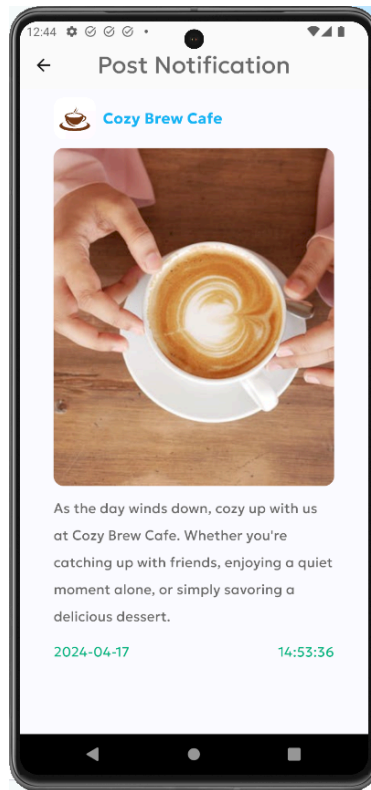 12:44
Post Notification
Cozy Brew Cafe
As the day winds down, cozy up with us
at Cozy Brew Cafe. Whether you're
catching up with friends, enjoying a quiet
moment alone, or simply savoring a
delicious dessert.
2024-04-17 14:53:36